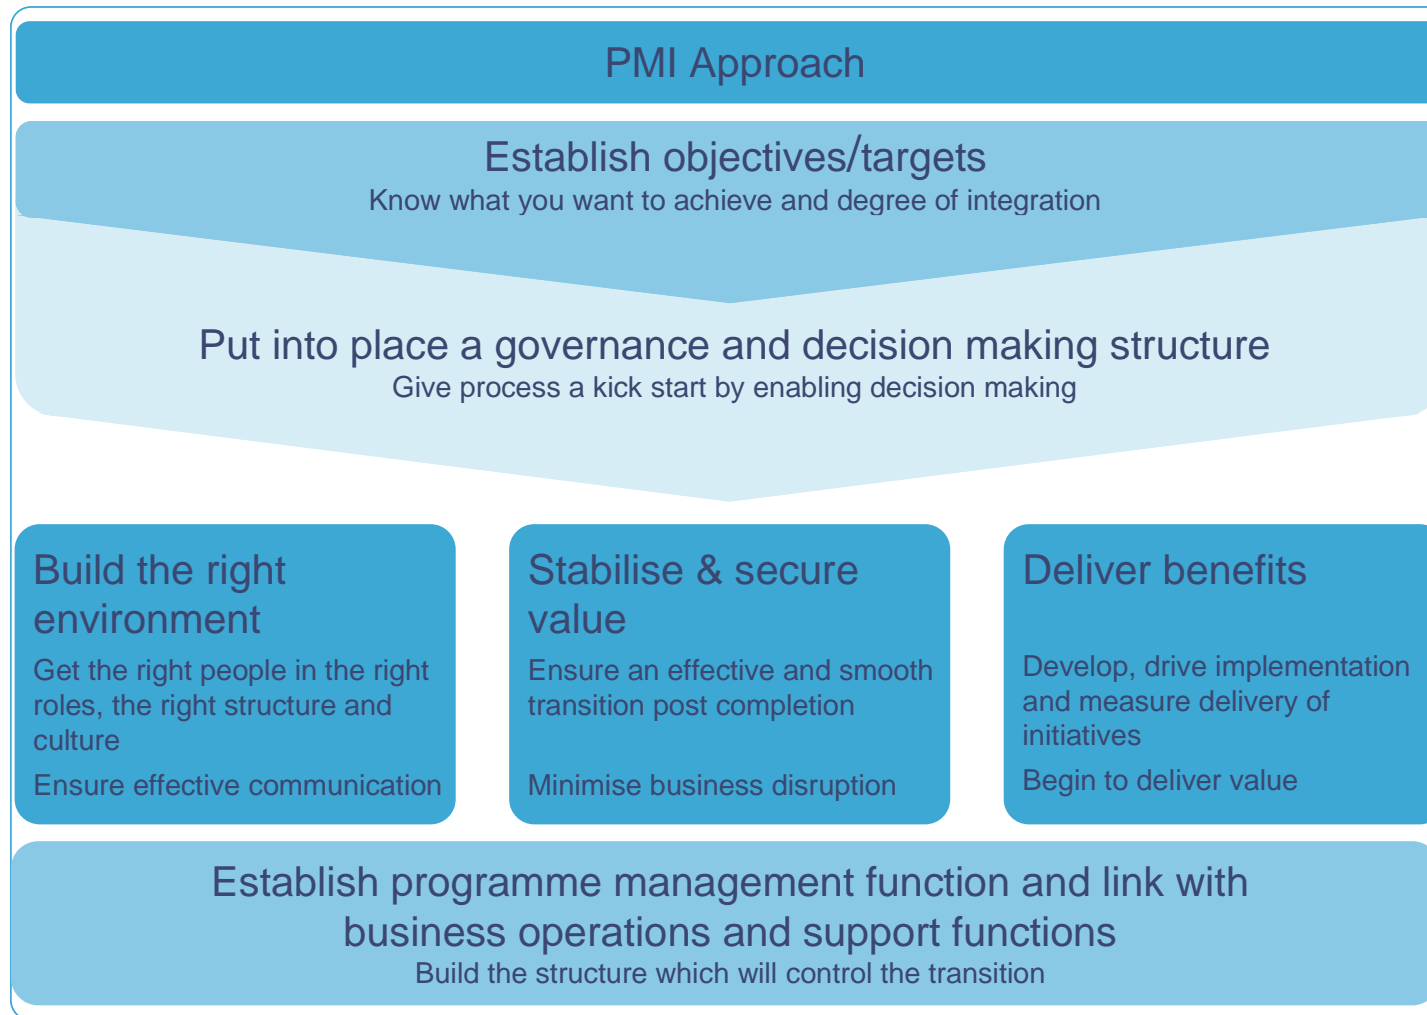 PMI Approach
Establish objectives/targets
Know what you want to achieve and degree of integration
Put into place a governance and decision making structure
Give process a kick start by enabling decision making
Build the right
environment
Get the right people in the right
roles, the right structure and
culture
Ensure effective communication
Stabilise & secure
value
Ensure an effective and smooth
transition post completion
Minimise business disruption
Deliver benefits
Develop, drive implementation
and measure delivery of
initiatives
Begin to deliver value
Establish programme management function and link with
business operations and support functions
Build the structure which will control the transition